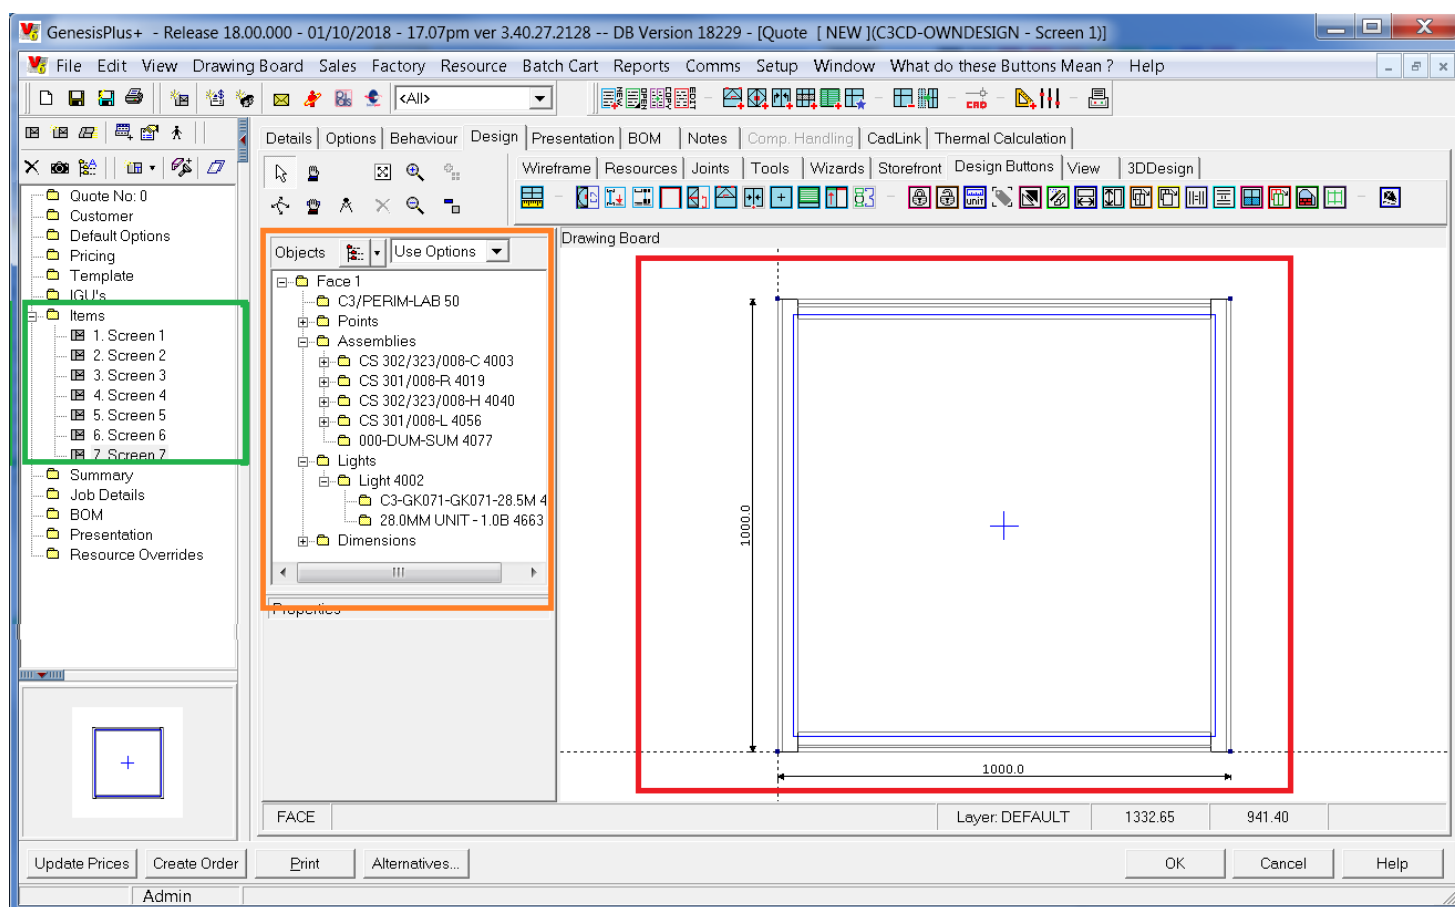 GenesisPlus+ - Release 18.00.000 - 01/10/2018 - 17.07pm ver 3.40.27.2128 -- DB Version 18229 - [Quote [ NEW ](C3CD-OWNDESIGN - Screen 1)]
File Edit View Drawing Board Sales Factory Resource Batch Cart Reports Comms Setup Window What do these Buttons Mean ? Help
<All>
Details Options Behaviour Design Presentation BOM Notes Comp. Handling CadLink Thermal Calculation
Wireframe Resources Joints Tools Wizards Storefront Design Buttons View 3DDesign
Quote No: 0
Customer
Default Options
Pricing
Template
IGU's
Items
1. Screen 1
2. Screen 2
3. Screen 3
4. Screen 4
5. Screen 5
6. Screen 6
7. Screen 7
Summary
Job Details
BOM
Presentation
Resource Overrides
Objects Use Options
Face 1
C3/PERIM-LAB 50
Points
Assemblies
CS 302/323/008-C 4003
CS 301/008-R 4019
CS 302/323/008-H 4040
CS 301/008-L 4056
000-DUM-SUM 4077
Lights
Light 4002
C3-GK071-GK071-28.5M 4
28.0MM UNIT - 1.0B 4663
Dimensions
Properties
Drawing Board
1000.0
1000.0
FACE Layer: DEFAULT 1332.65 941.40
Update Prices Create Order Print Alternatives... OK Cancel Help
Admin